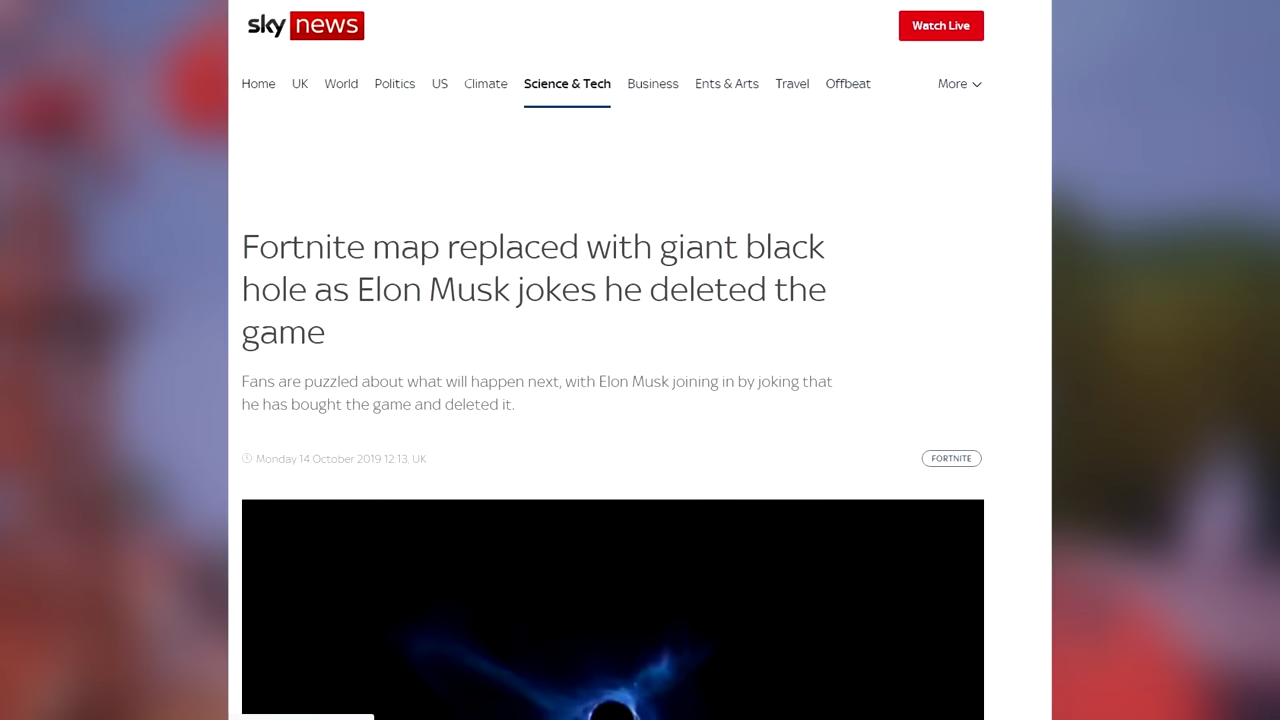 sky news
Watch Live
Home UK World Politics US Climate Science & Tech Business Ents & Arts Travel Offbeat More
Fortnite map replaced with giant black
hole as Elon Musk jokes he deleted the
game
Fans are puzzled about what will happen next, with Elon Musk joining in by joking that
he has bought the game and deleted it.
Monday 14 October 2019 12:13, UK
FORTNITE